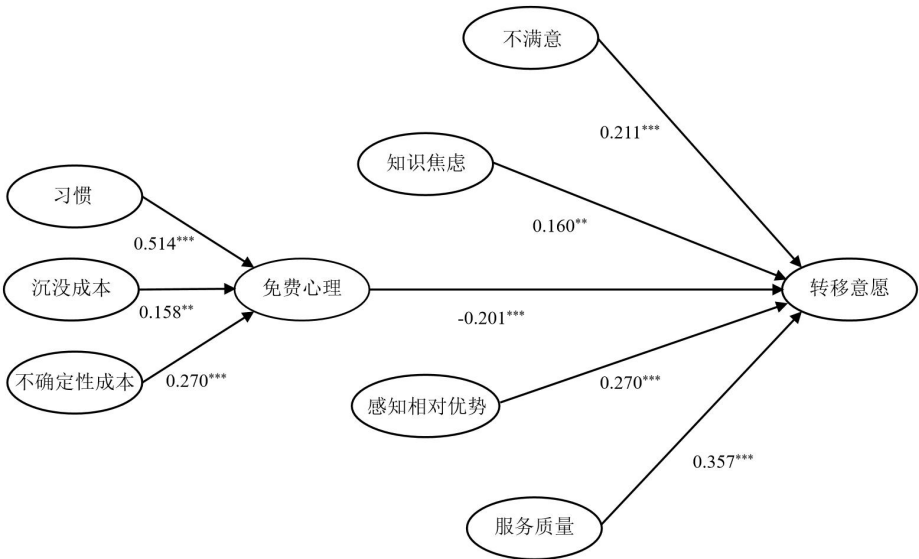 不满意
0.211***
知识焦虑
0.160**
习惯
0.514***
沉没成本
0.158**
免费心理
-0.201***
转移意愿
不确定性成本
0.270***
感知相对优势
0.270***
0.357***
服务质量